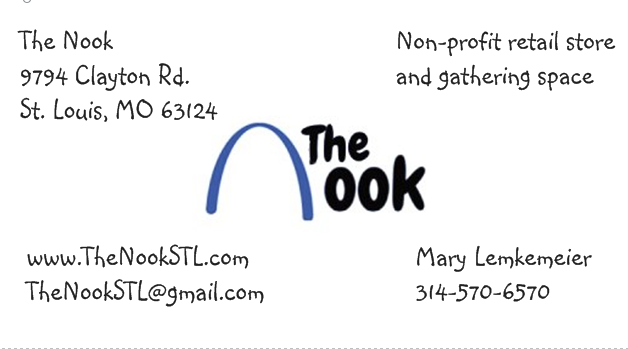 The Nook
9794 Clayton Rd.
St. Louis, MO 63124
Non-profit retail store
and gathering space
The
ook
www.TheNookSTL.com
TheNookSTL@gmail.com
Mary Lemkemeier
314-570-6570